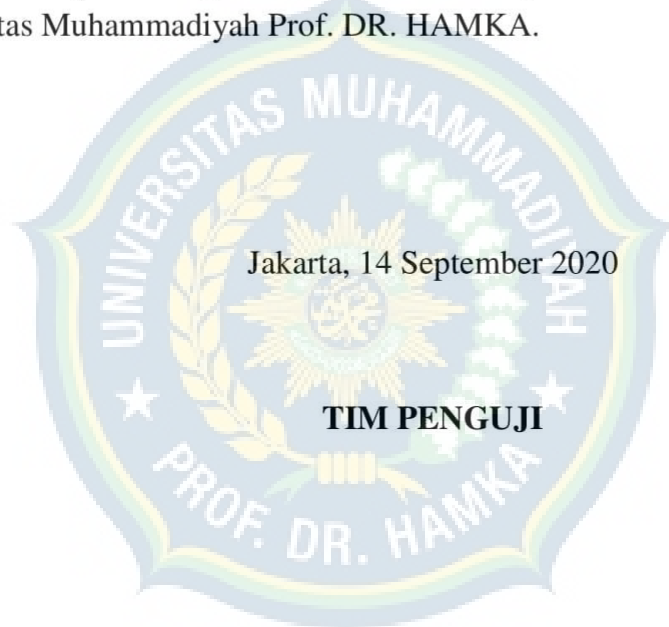 tas Muhammadiyah Prof. DR. HAMKA.
UNIVERSITAS MUHAMMADIYAH
Jakarta, 14 September 2020
TIM PENGUJI
PROF. DR. HAMKA